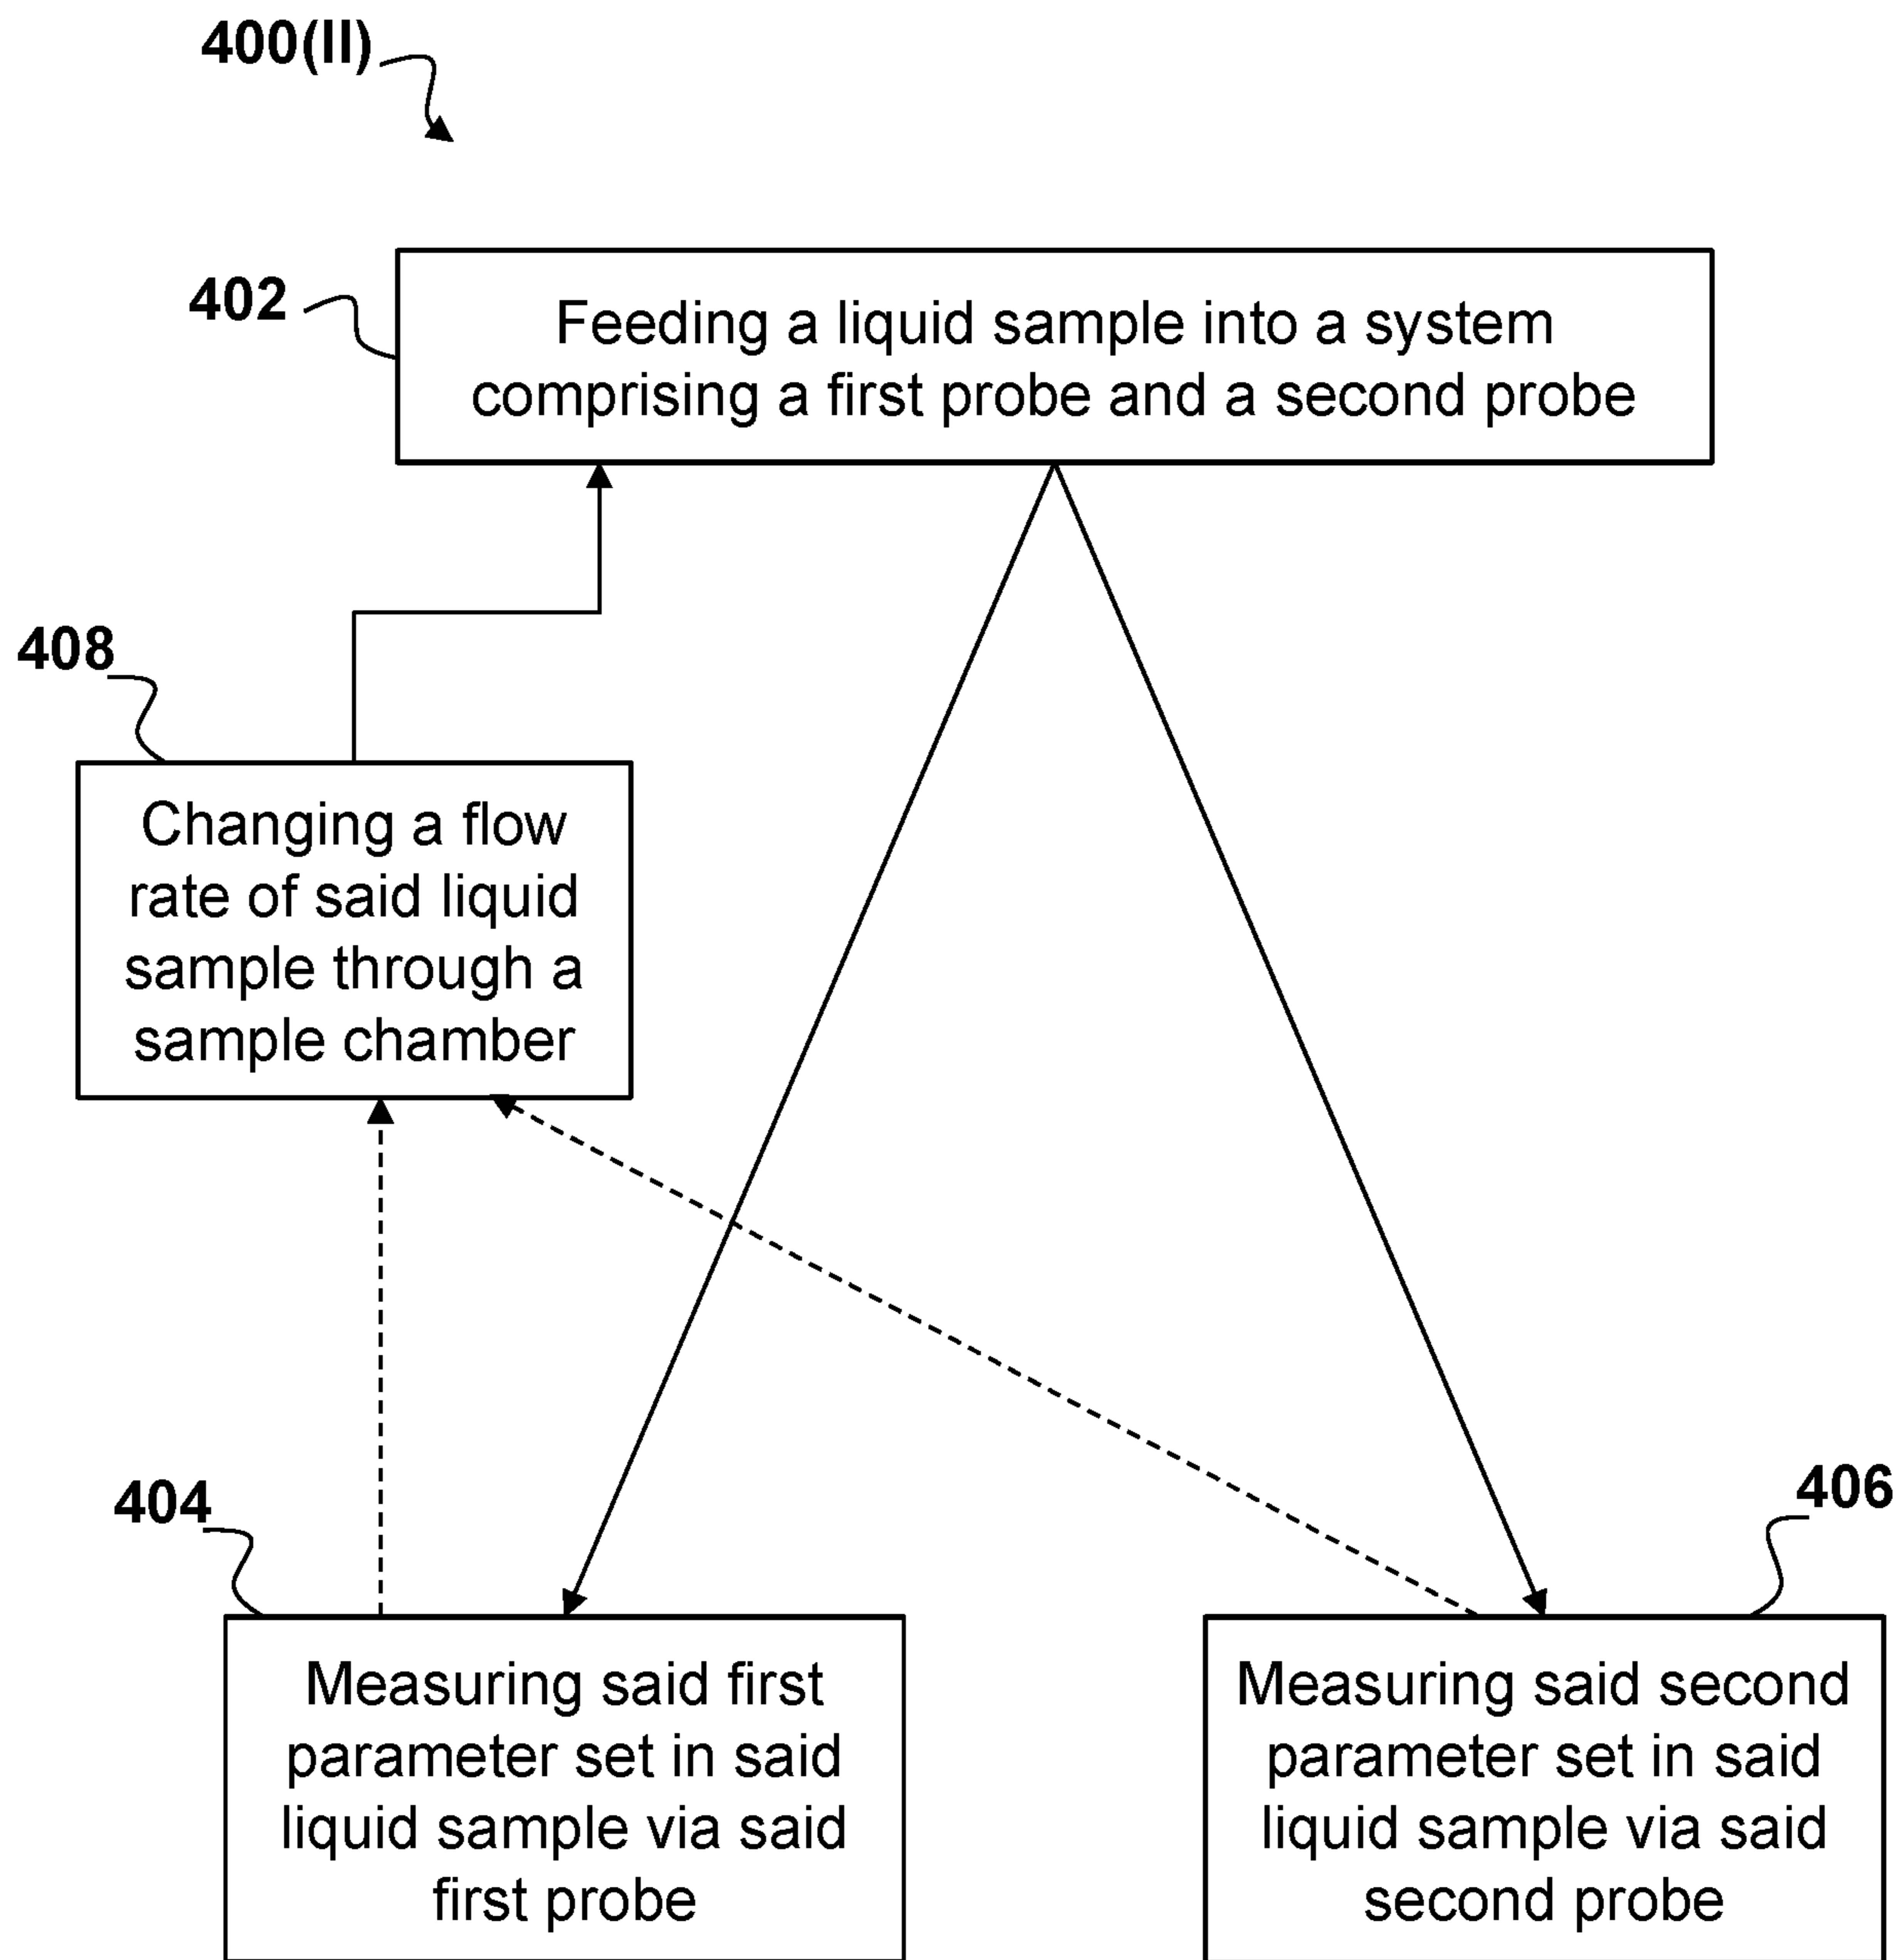 400(II)
402
Feeding a liquid sample into a system
comprising a first probe and a second probe
408
Changing a flow
rate of said liquid
sample through a
sample chamber
404
Measuring said first
parameter set in said
liquid sample via said
first probe
406
Measuring said second
parameter set in said
liquid sample via said
second probe